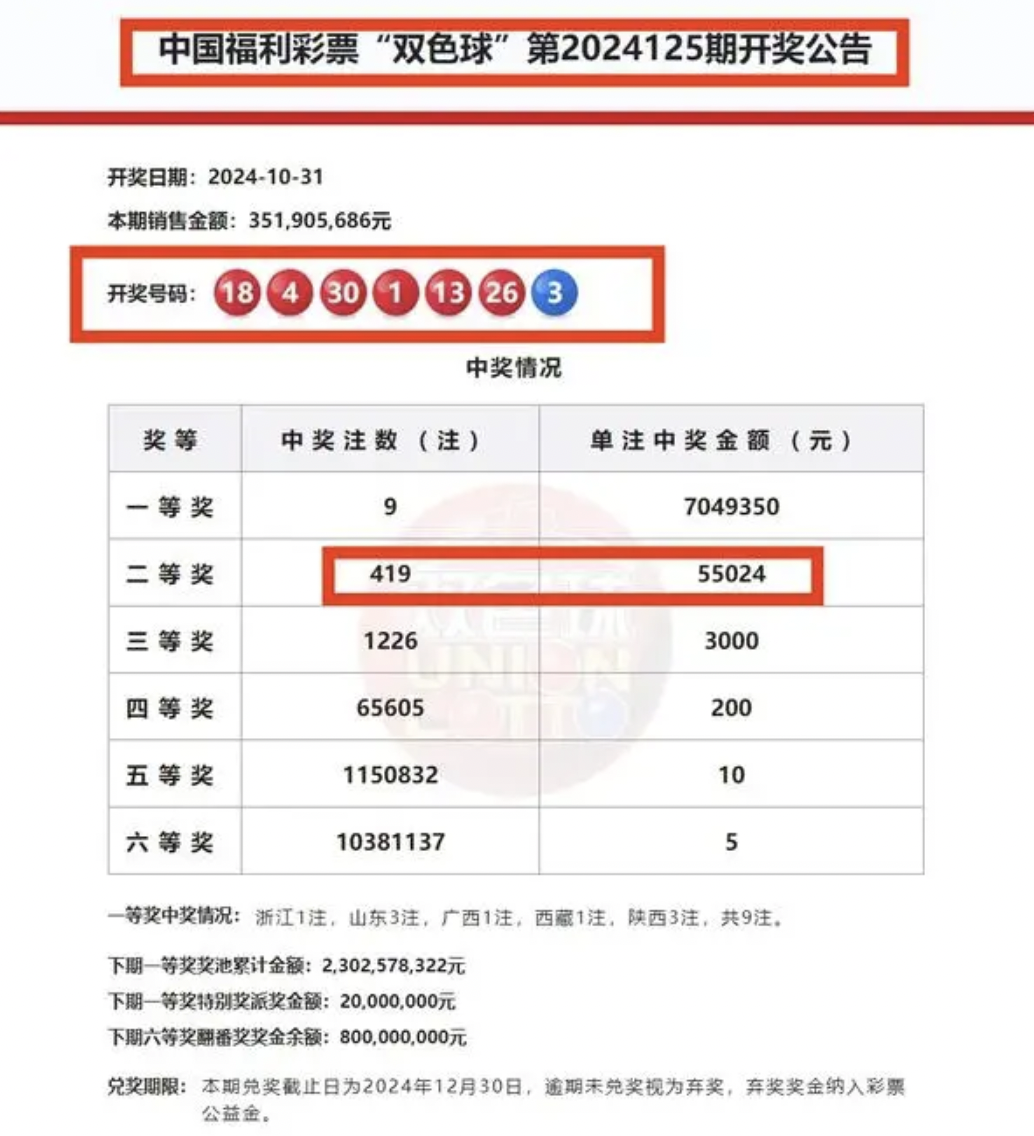 中国福利彩票“双色球”第2024125期开奖公告
开奖日期：2024-10-31
本期销售金额：351,905,686元
开奖号码： 18 4 30 1 13 26 3
中奖情况
奖等 中奖注数（注） 单注中奖金额（元）
一等奖 9 7049350
二等奖 419 55024
三等奖 1226 3000
四等奖 65605 200
五等奖 1150832 10
六等奖 10381137 5
双色球
UNION
LOTTO
一等奖中奖情况： 浙江1注，山东3注，广西1注，西藏1注，陕西3注，共9注。
下期一等奖奖池累计金额：2,302,578,322元
下期一等奖特别奖派奖金额：20,000,000元
下期六等奖翻番奖奖金余额：800,000,000元
兑奖期限： 本期兑奖截止日为2024年12月30日，逾期未兑奖视为弃奖，弃奖奖金纳入彩票
公益金。